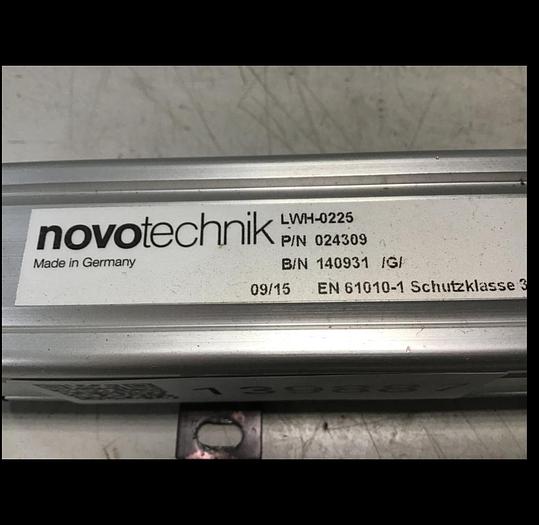 novotechnik
Made in Germany
LWH-0225
P/N 024309
B/N 140931 /G/
09/15 EN 61010-1 Schutzklasse 3